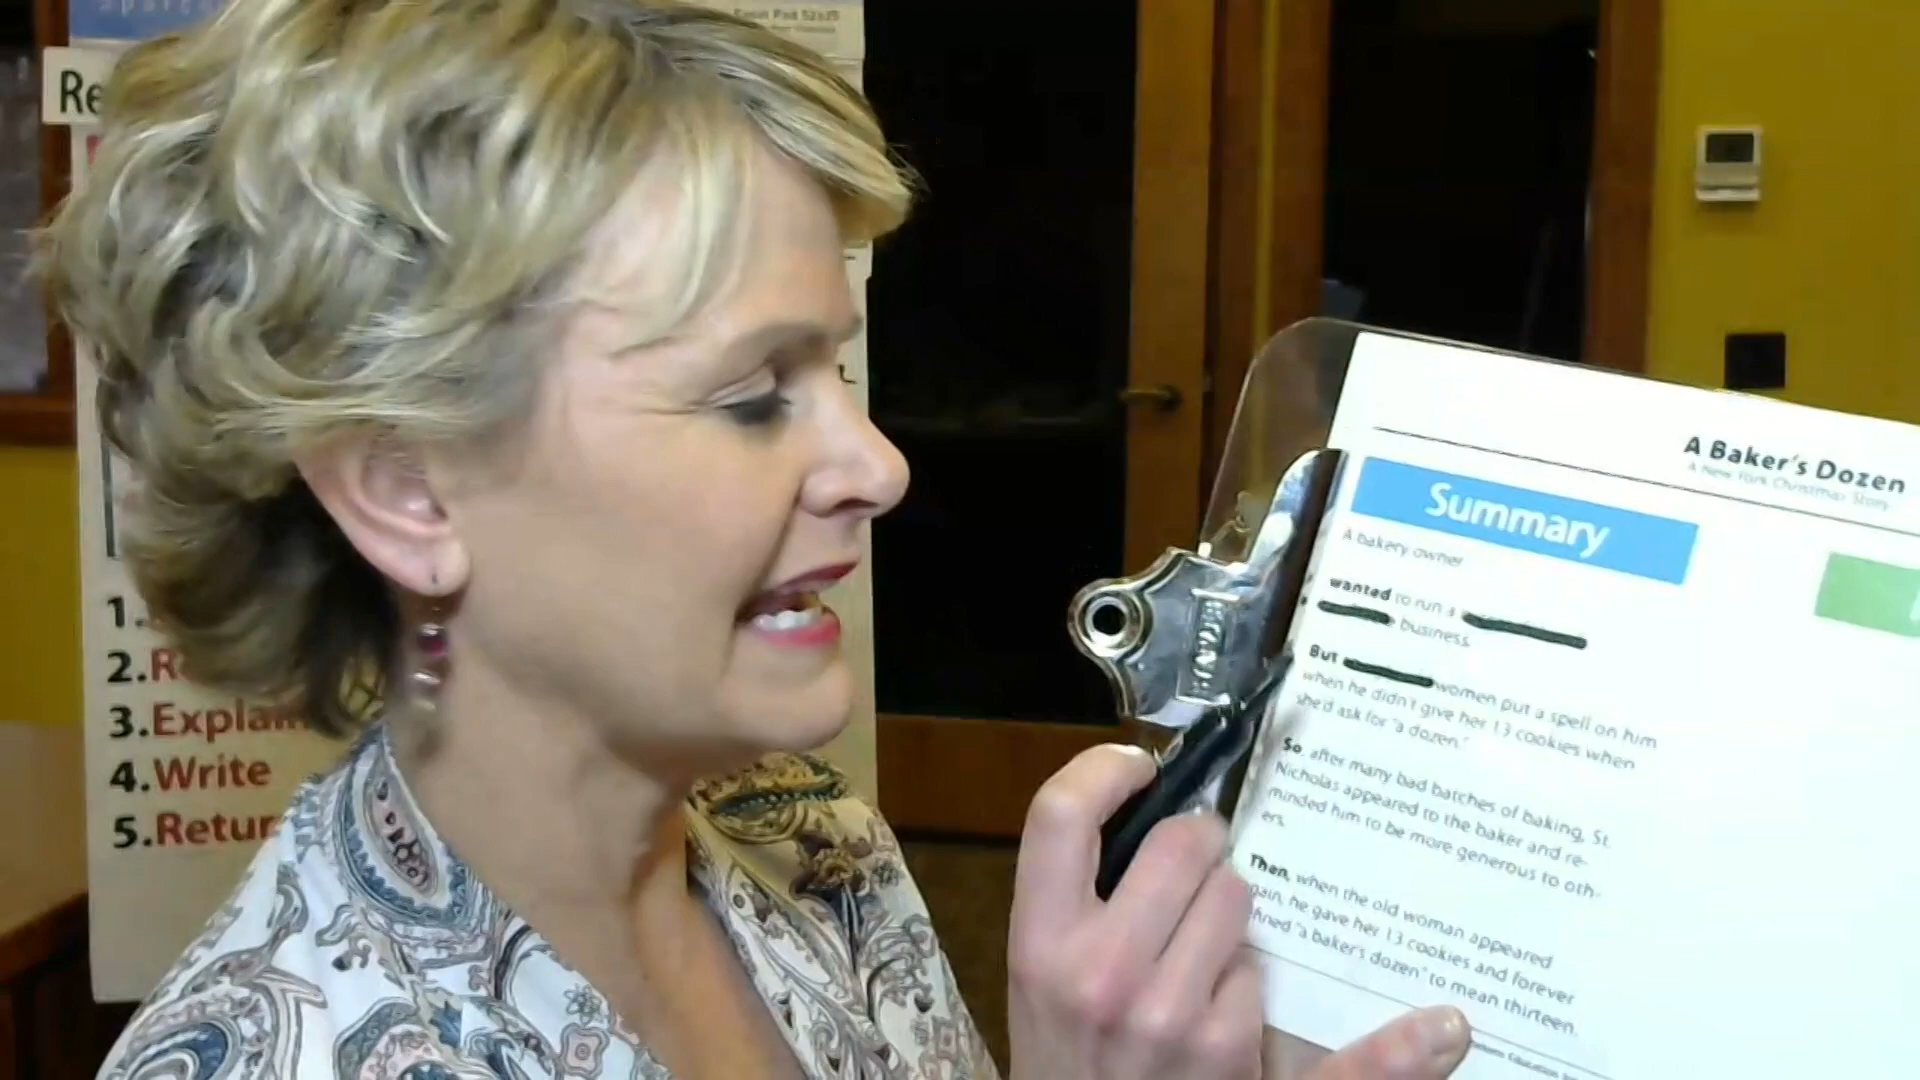 Re
1.
2.R
3.Explain
4.Write
5.Retur
A Baker's Dozen
A New York Christmas Story
Summary
A bakery owner
wanted to run a
business.
But women put a spell on him
when he didn't give her 13 cookies when
she'd ask for "a dozen."
So, after many bad batches of baking, St.
Nicholas appeared to the baker and re-
minded him to be more generous to oth-
ers.
Then, when the old woman appeared
gain, he gave her 13 cookies and forever
fined "a baker's dozen" to mean thirteen.